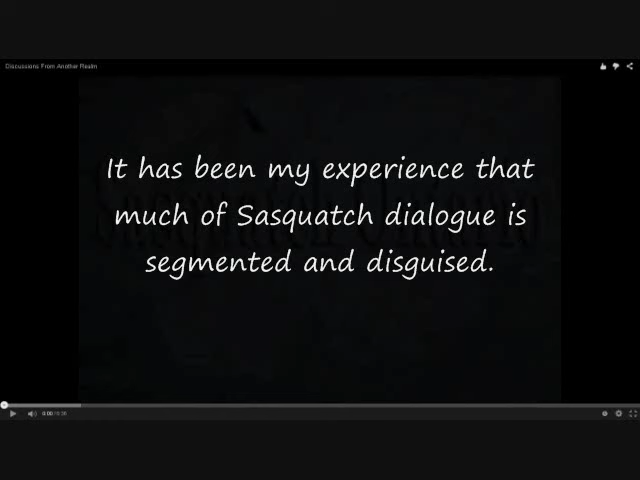 Discussions From Another Realm
It has been my experience that
much of Sasquatch dialogue is
segmented and disguised.